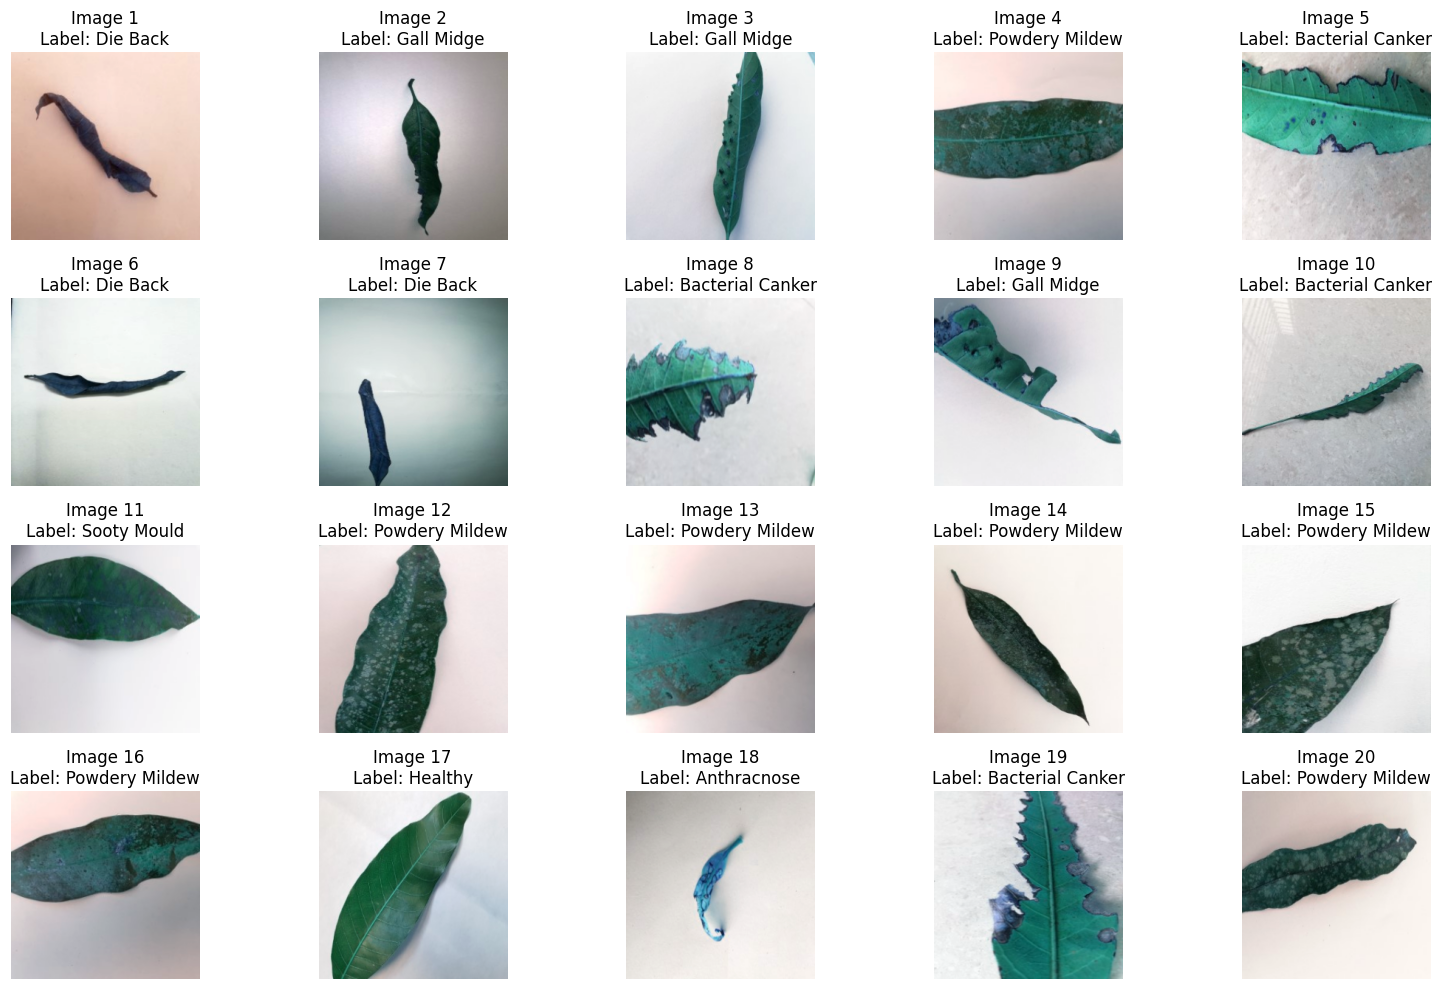 Image 1
Label: Die Back
Image 2
Label: Gall Midge
Image 3
Label: Gall Midge
Image 4
Label: Powdery Mildew
Image 5
Label: Bacterial Canker
Image 6
Label: Die Back
Image 7
Label: Die Back
Image 8
Label: Bacterial Canker
Image 9
Label: Gall Midge
Image 10
Label: Bacterial Canker
Image 11
Label: Sooty Mould
Image 12
Label: Powdery Mildew
Image 13
Label: Powdery Mildew
Image 14
Label: Powdery Mildew
Image 15
Label: Powdery Mildew
Image 16
Label: Powdery Mildew
Image 17
Label: Healthy
Image 18
Label: Anthracnose
Image 19
Label: Bacterial Canker
Image 20
Label: Powdery Mildew